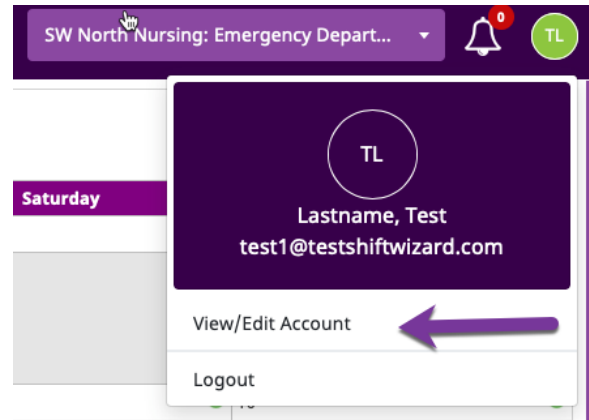 SW North Nursing: Emergency Depart...
0
TL
TL
Saturday
Lastname, Test
test1@testshiftwizard.com
View/Edit Account
Logout